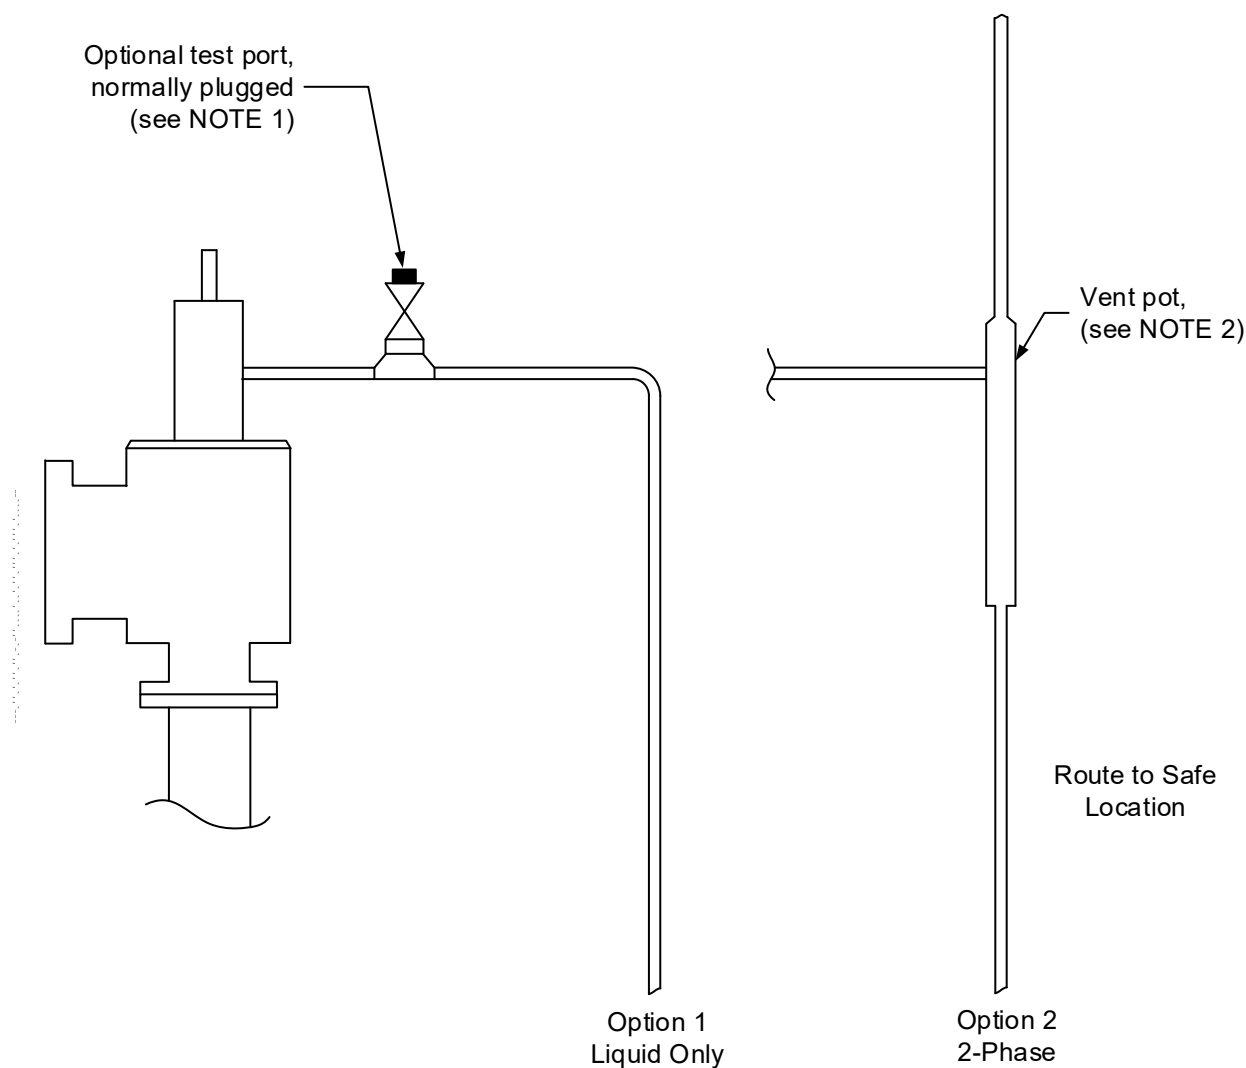 Optional test port,
normally plugged
(see NOTE 1)
Vent pot,
(see NOTE 2)
Route to Safe
Location
Option 1
Liquid Only
Option 2
2-Phase